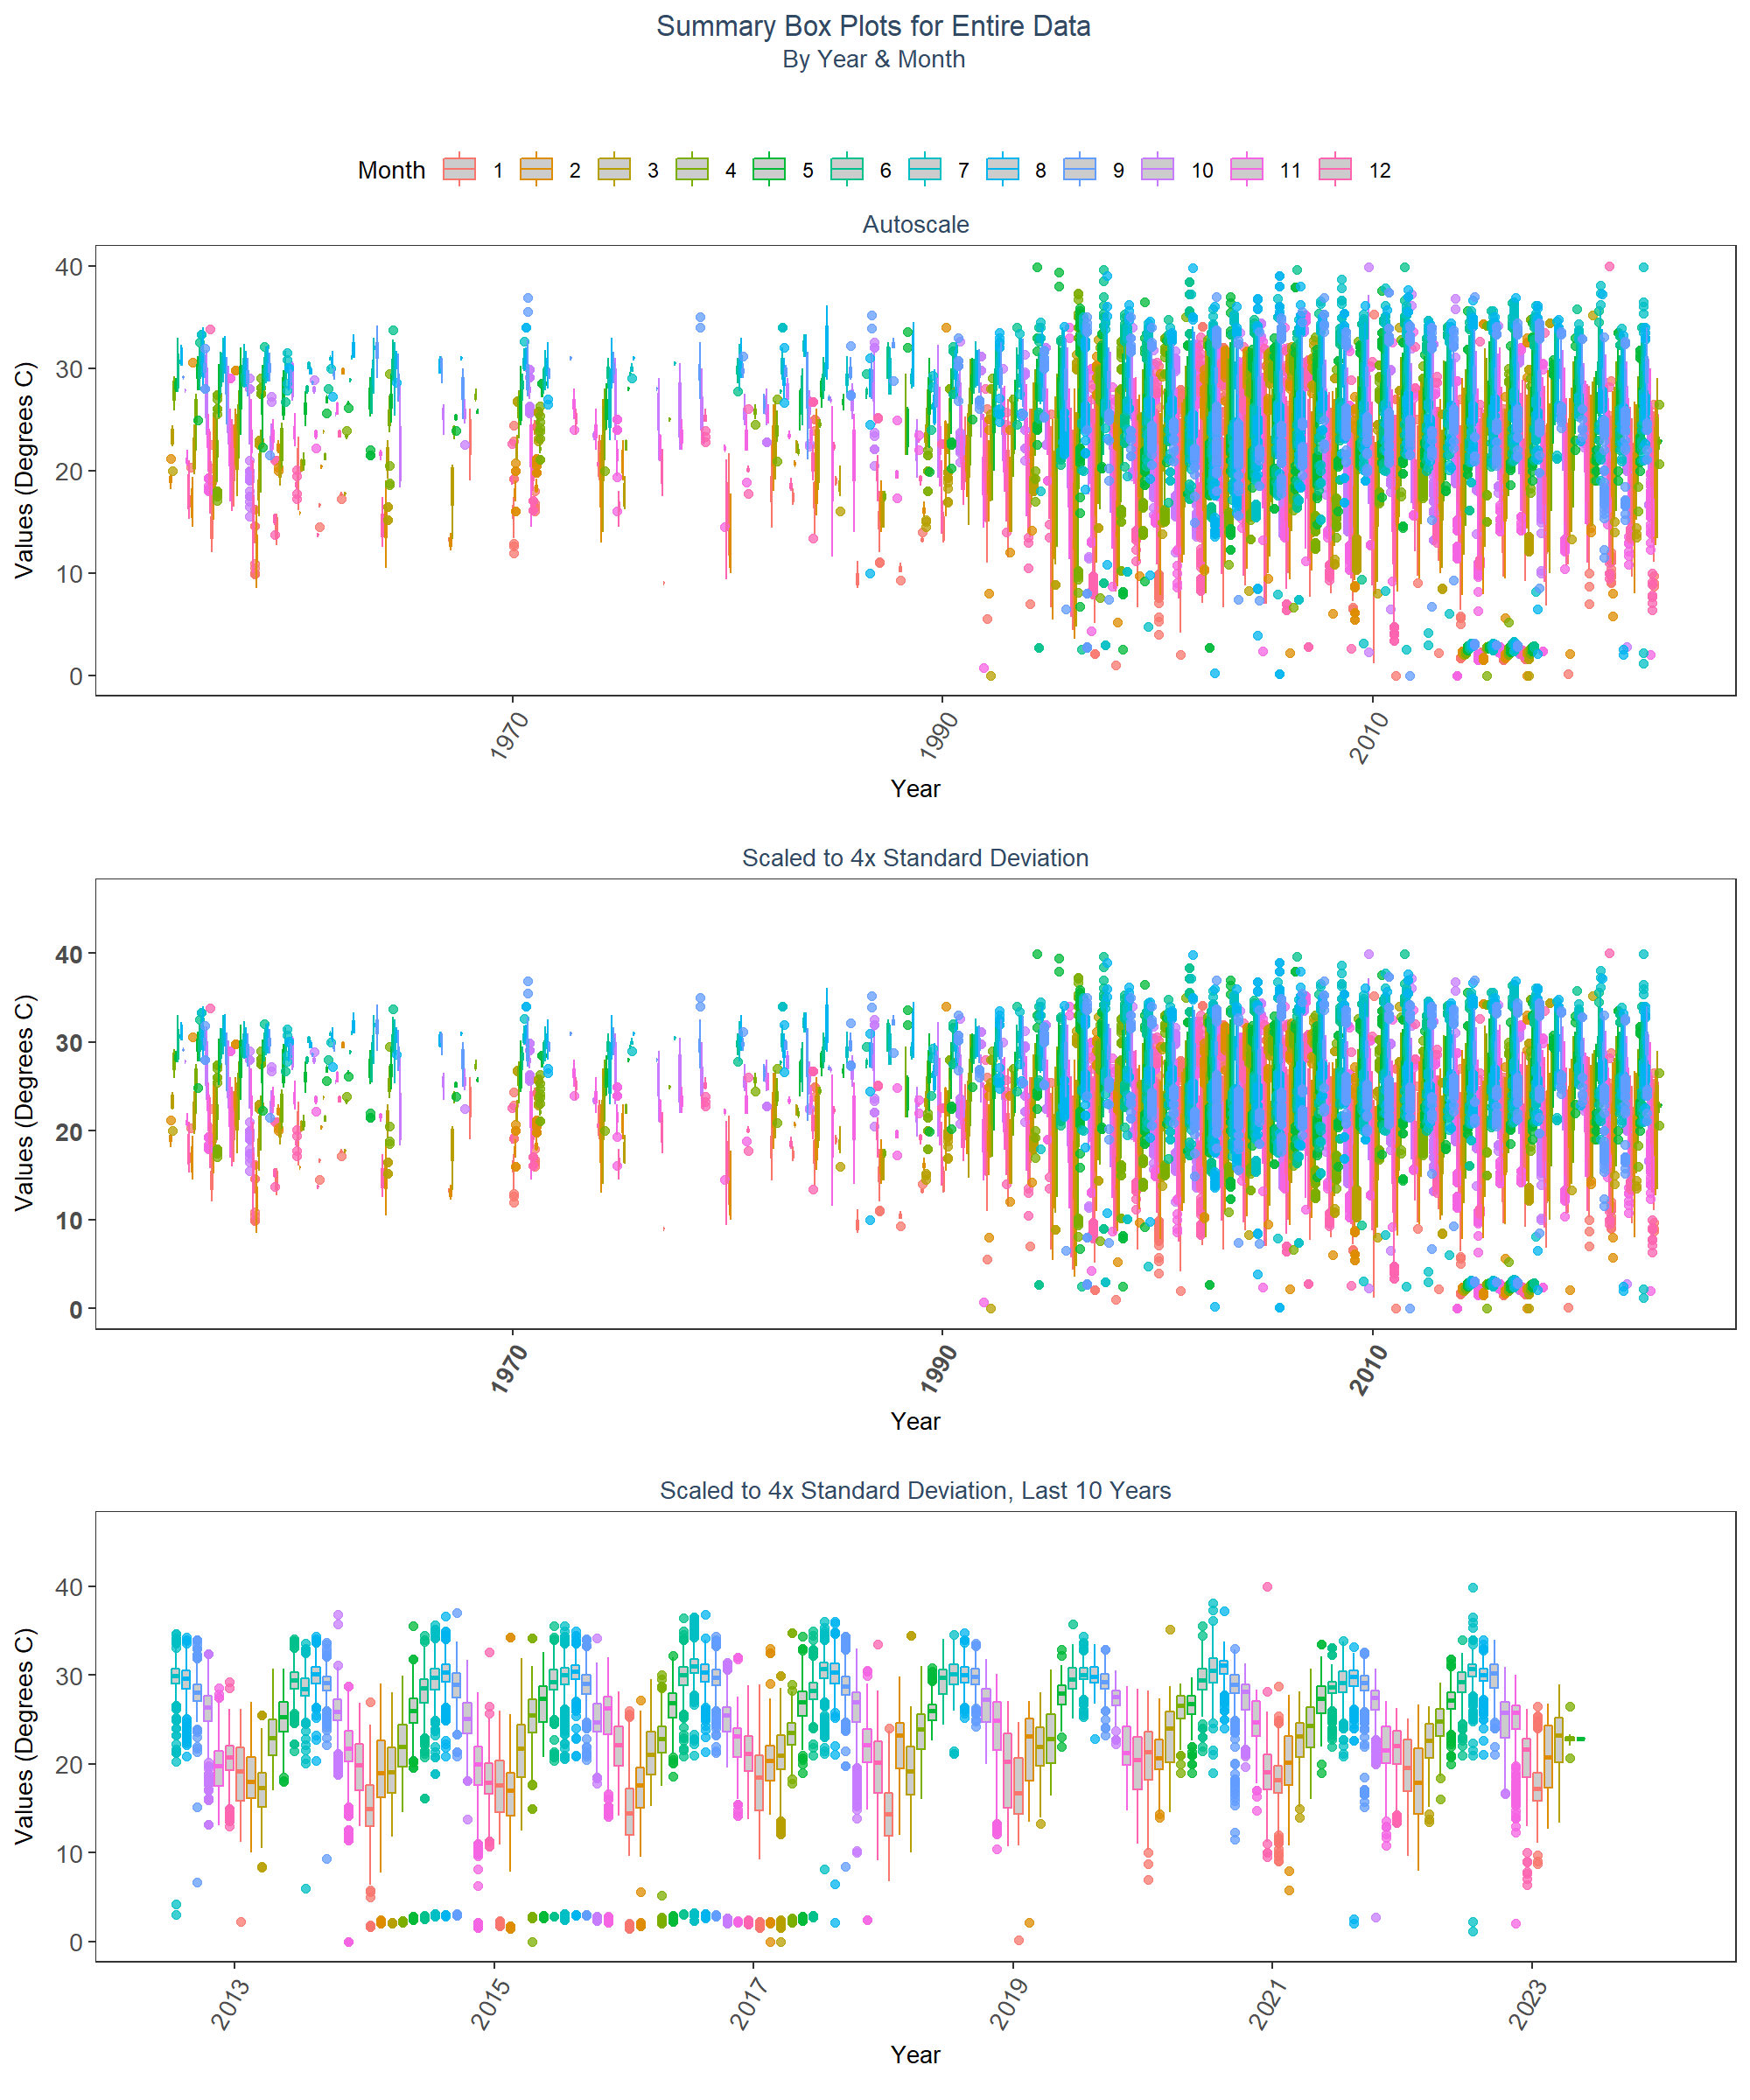 Summary Box Plots for Entire Data
By Year & Month
Month 1 2 3 4 5 6 7 8 9 10 11 12
Autoscale
Values (Degrees C)
40
30
20
10
0
1970 1990 2010
Year
Scaled to 4x Standard Deviation
Values (Degrees C)
40
30
20
10
0
1970 1990 2010
Year
Scaled to 4x Standard Deviation, Last 10 Years
Values (Degrees C)
40
30
20
10
0
2013 2015 2017 2019 2021 2023
Year